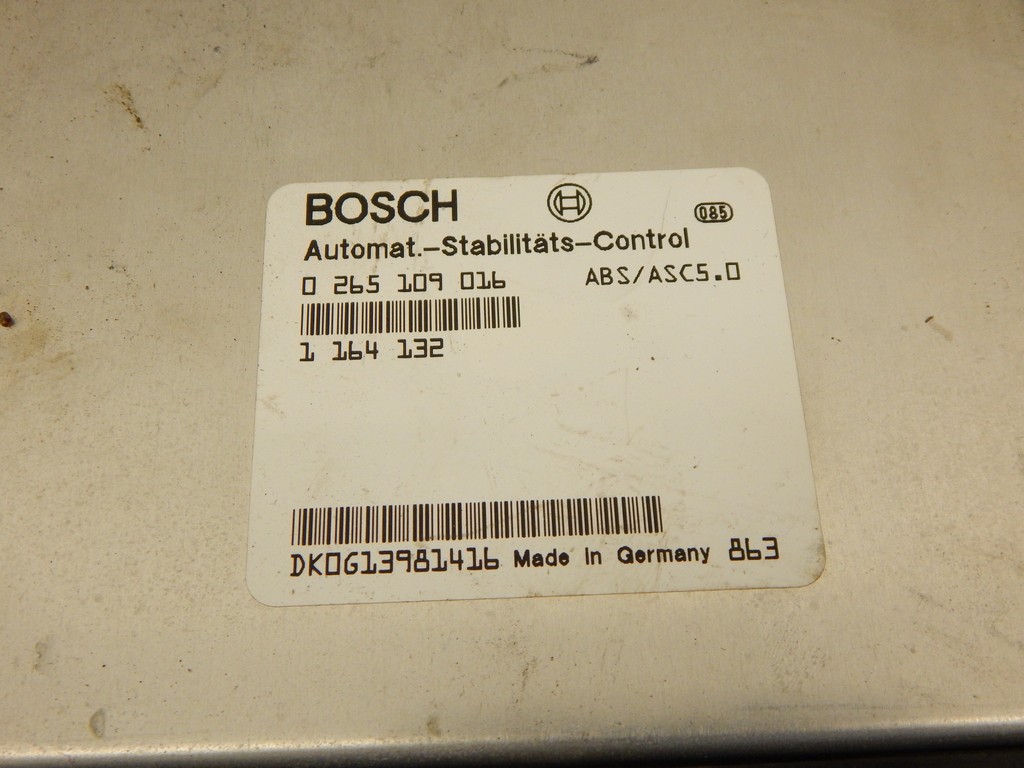 BOSCH
085
Automat.-Stabilitäts-Control
0 265 109 016 ABS/ASC5.0
1 164 132
DK0G13981416 Made in Germany 863